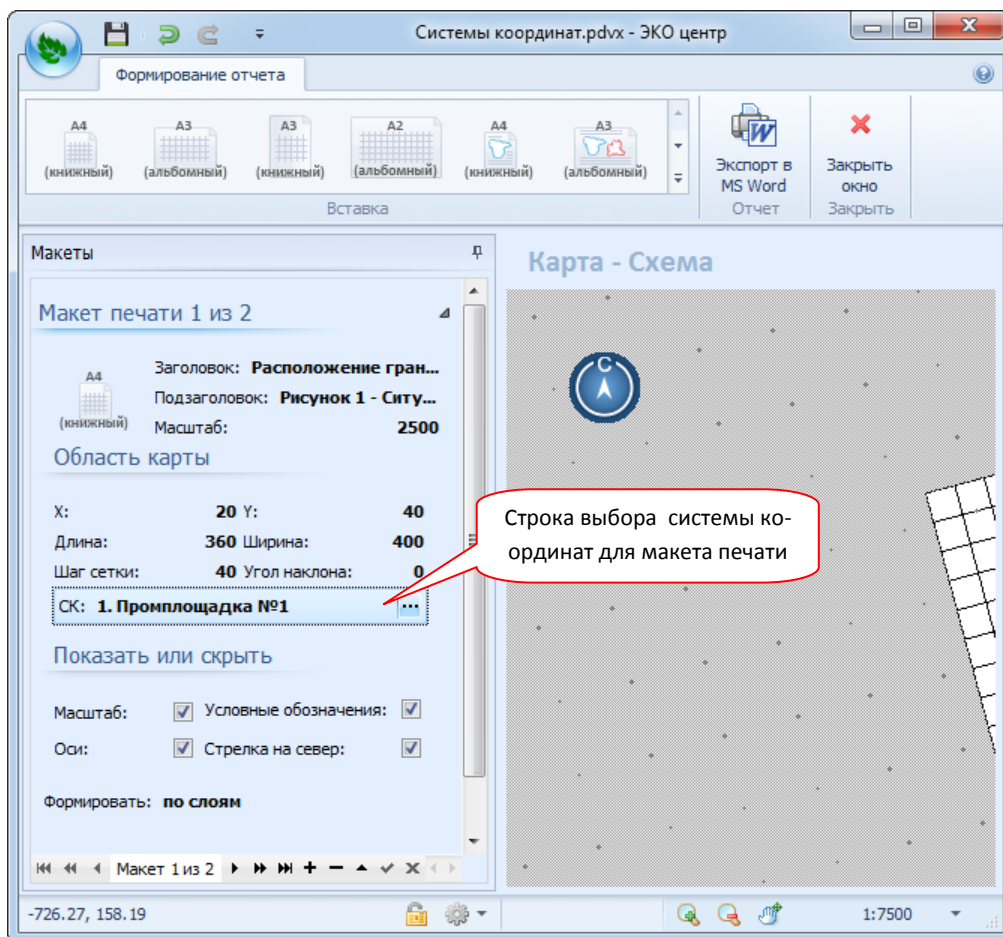 Системы координат.pdvx - ЭКО центр
Формирование отчета
A4
(книжный)
A3
(альбомный)
A3
(книжный)
A2
(альбомный)
A4
(книжный)
A3
(альбомный)
Экспорт в
MS Word
Закрыть
окно
Вставка
Отчет
Закрыть
Макеты
Макет печати 1 из 2
A4
(книжный)
Заголовок: Расположение гран...
Подзаголовок: Рисунок 1 - Ситу...
Масштаб: 2500
Область карты
X: 20 Y: 40
Длина: 360 Ширина: 400
Шаг сетки: 40 Угол наклона: 0
СК: 1. Промплощадка №1 ...
Показать или скрыть
Масштаб: Условные обозначения:
Оси: Стрелка на север:
Формировать: по слоям
Макет 1 из 2
Карта - Схема
С
Строка выбора системы ко-
ординат для макета печати
-726.27, 158.19
1:7500